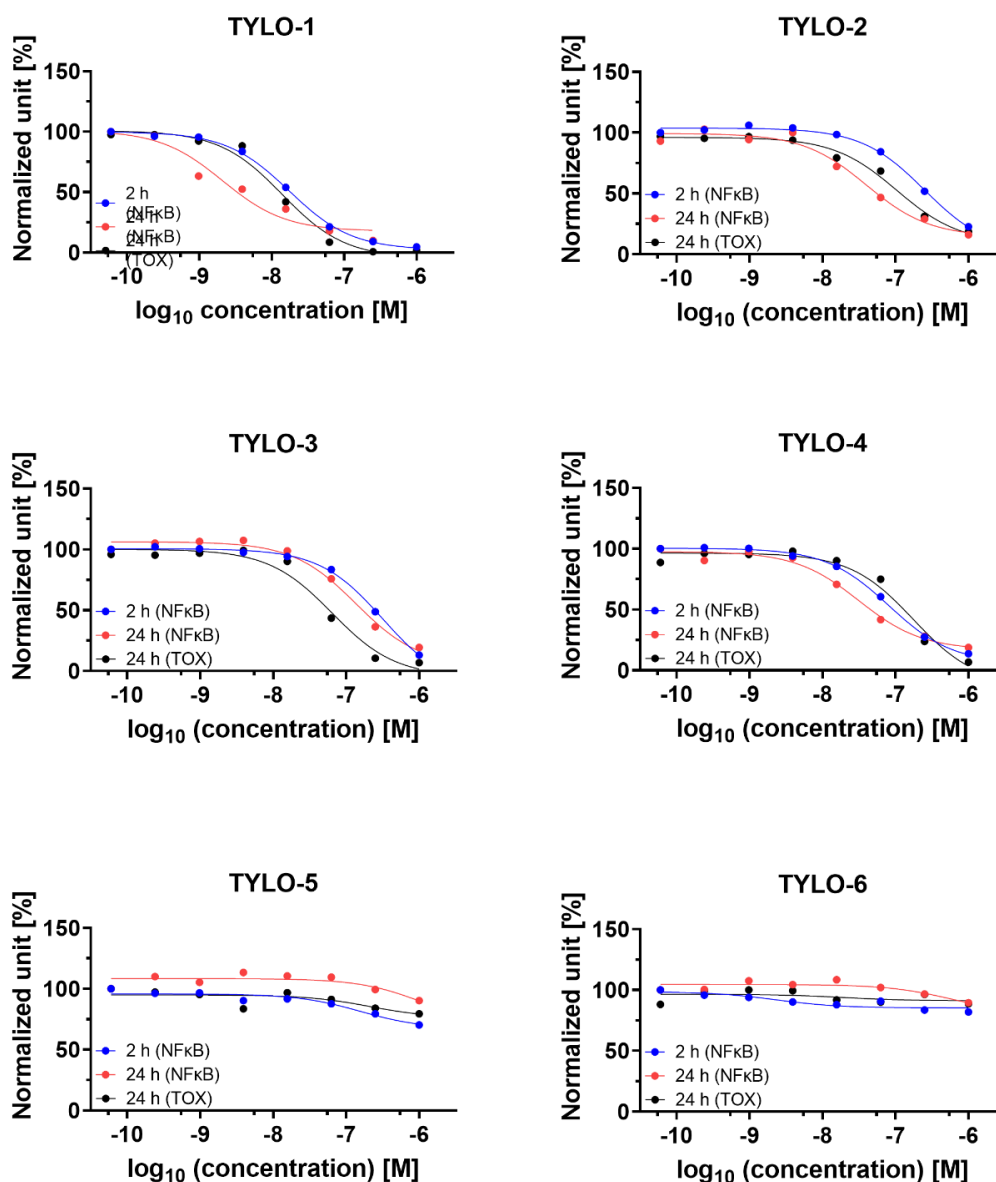 TYLO-1
Normalized unit [%]
150
100
50
0
2 h
(NFκB)
24 h
(NFκB)
24 h
(TOX)
-10 -9 -8 -7 -6
log10 concentration [M]
TYLO-2
Normalized unit [%]
150
100
50
0
2 h (NFκB)
24 h (NFκB)
24 h (TOX)
-10 -9 -8 -7 -6
log10 (concentration) [M]
TYLO-3
Normalized unit [%]
150
100
50
0
2 h (NFκB)
24 h (NFκB)
24 h (TOX)
-10 -9 -8 -7 -6
log10 (concentration) [M]
TYLO-4
Normalized unit [%]
150
100
50
0
2 h (NFκB)
24 h (NFκB)
24 h (TOX)
-10 -9 -8 -7 -6
log10 (concentration) [M]
TYLO-5
Normalized unit [%]
150
100
50
0
2 h (NFκB)
24 h (NFκB)
24 h (TOX)
-10 -9 -8 -7 -6
log10 (concentration) [M]
TYLO-6
Normalized unit [%]
150
100
50
0
2 h (NFκB)
24 h (NFκB)
24 h (TOX)
-10 -9 -8 -7 -6
log10 (concentration) [M]